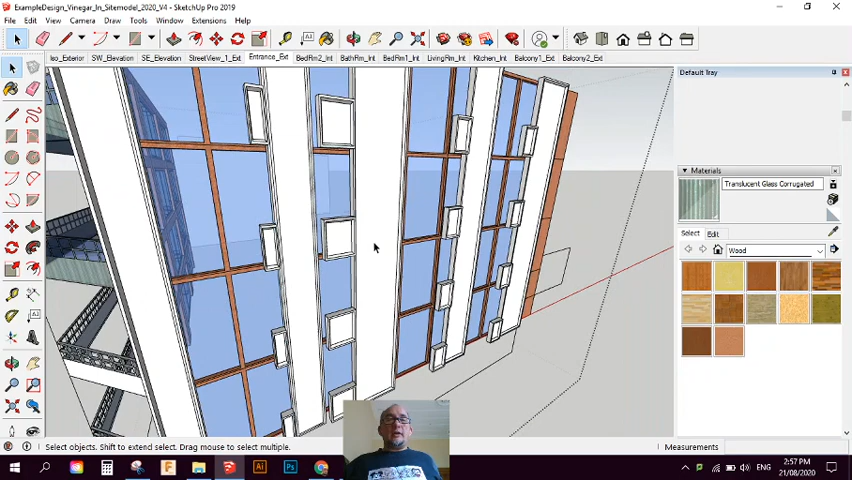 ExampleDesign_Vinegar_In_Sitemodel_2020_V4 - SketchUp Pro 2019
File Edit View Camera Draw Tools Window Extensions Help
Iso_Exterior SW_Elevation SE_Elevation StreetView_1_Ext Entrance_Ext BedRm2_Int BathRm_Int BedRm1_Int LivingRm_Int Kitchen_Int Balcony1_Ext Balcony2_Ext
Default Tray
Materials
Translucent Glass Corrugated
Select Edit
Wood
Select objects. Shift to extend select. Drag mouse to select multiple.
Measurements
Ai
Ps
ENG
2:57 PM
21/08/2020